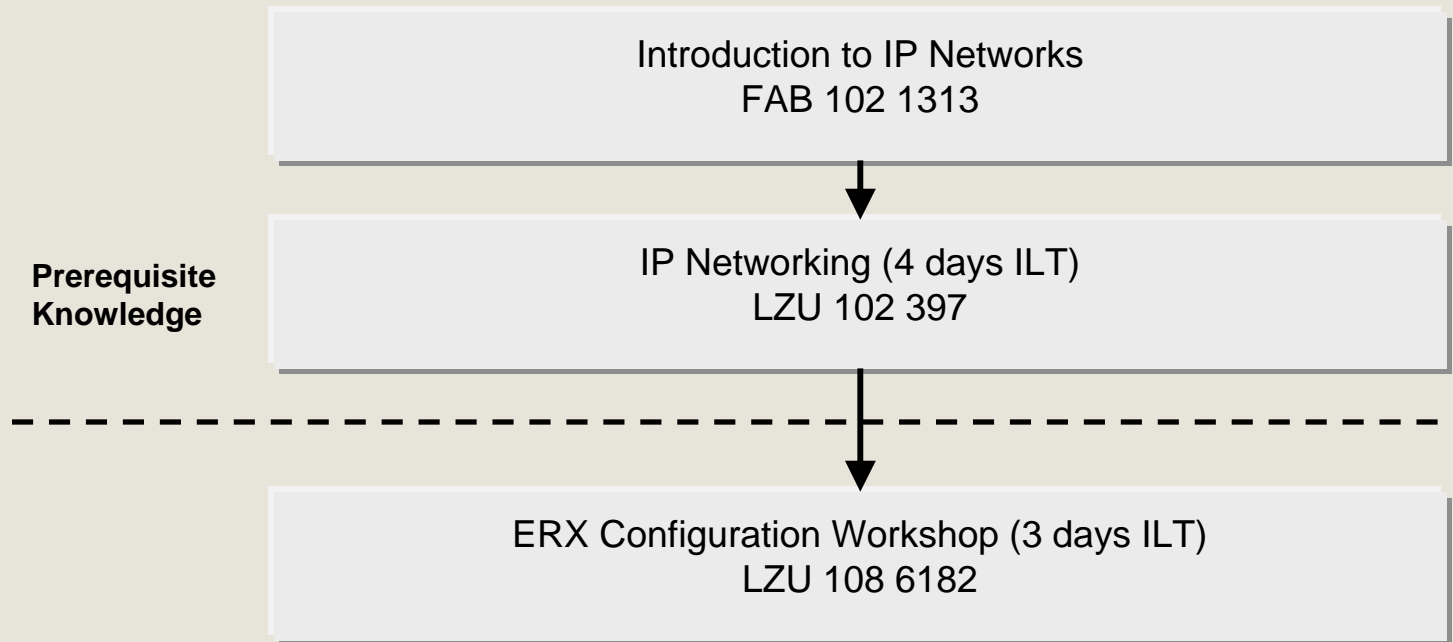 Introduction to IP Networks
FAB 102 1313
IP Networking (4 days ILT)
LZU 102 397
Prerequisite
Knowledge
ERX Configuration Workshop (3 days ILT)
LZU 108 6182